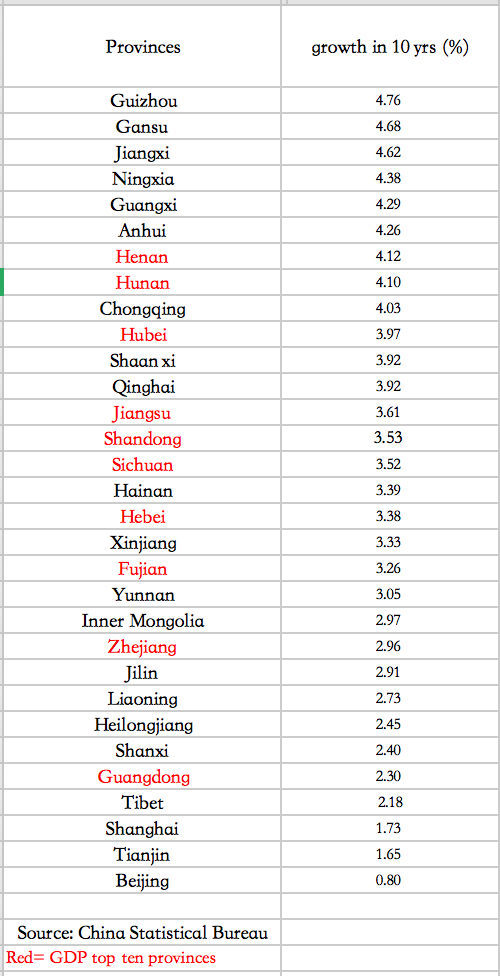 Provinces growth in 10 yrs (%)
Guizhou 4.76
Gansu 4.68
Jiangxi 4.62
Ningxia 4.38
Guangxi 4.29
Anhui 4.26
Henan 4.12
Hunan 4.10
Chongqing 4.03
Hubei 3.97
Shaan xi 3.92
Qinghai 3.92
Jiangsu 3.61
Shandong 3.53
Sichuan 3.52
Hainan 3.39
Hebei 3.38
Xinjiang 3.33
Fujian 3.26
Yunnan 3.05
Inner Mongolia 2.97
Zhejiang 2.96
Jilin 2.91
Liaoning 2.73
Heilongjiang 2.45
Shanxi 2.40
Guangdong 2.30
Tibet 2.18
Shanghai 1.73
Tianjin 1.65
Beijing 0.80
Source: China Statistical Bureau
Red= GDP top ten provinces